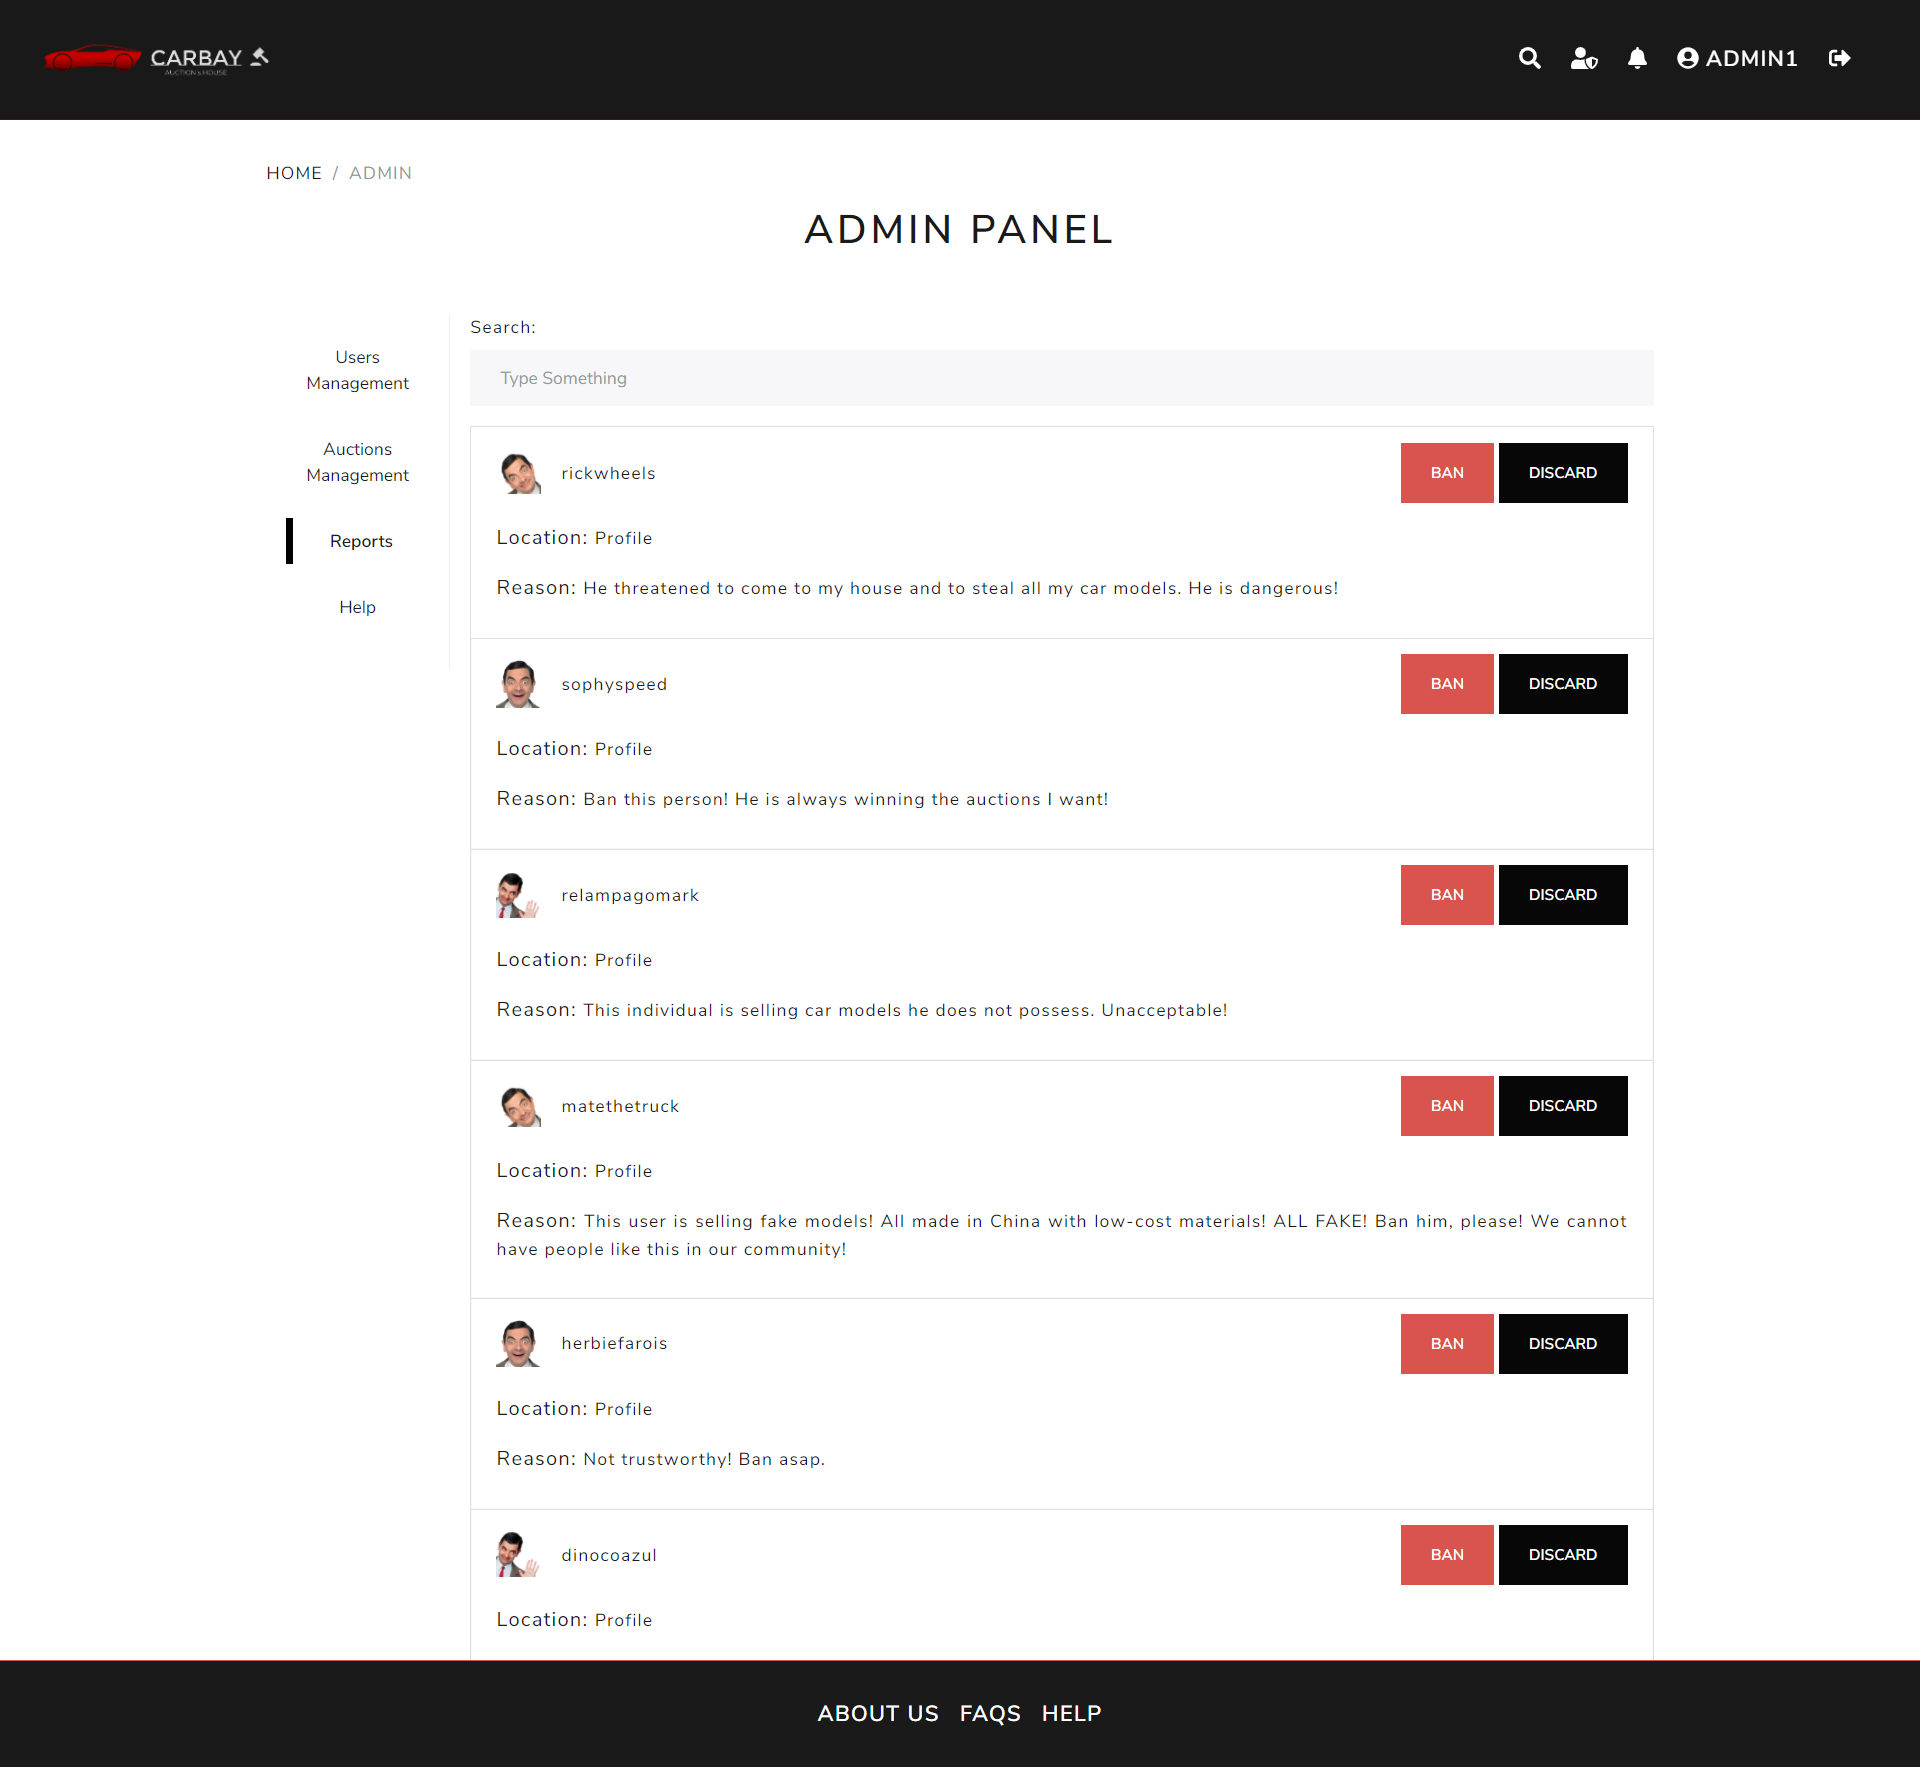 CARBAY
AUCTION's HOUSE
ADMIN1
HOME / ADMIN
ADMIN PANEL
Users
Management
Auctions
Management
Reports
Help
Search:
Type Something
rickwheels
BAN
DISCARD
Location: Profile
Reason: He threatened to come to my house and to steal all my car models. He is dangerous!
sophyspeed
BAN
DISCARD
Location: Profile
Reason: Ban this person! He is always winning the auctions I want!
relampagomark
BAN
DISCARD
Location: Profile
Reason: This individual is selling car models he does not possess. Unacceptable!
matethetruck
BAN
DISCARD
Location: Profile
Reason: This user is selling fake models! All made in China with low-cost materials! ALL FAKE! Ban him, please! We cannot
have people like this in our community!
herbiefarois
BAN
DISCARD
Location: Profile
Reason: Not trustworthy! Ban asap.
dinocoazul
BAN
DISCARD
Location: Profile
ABOUT US FAQS HELP